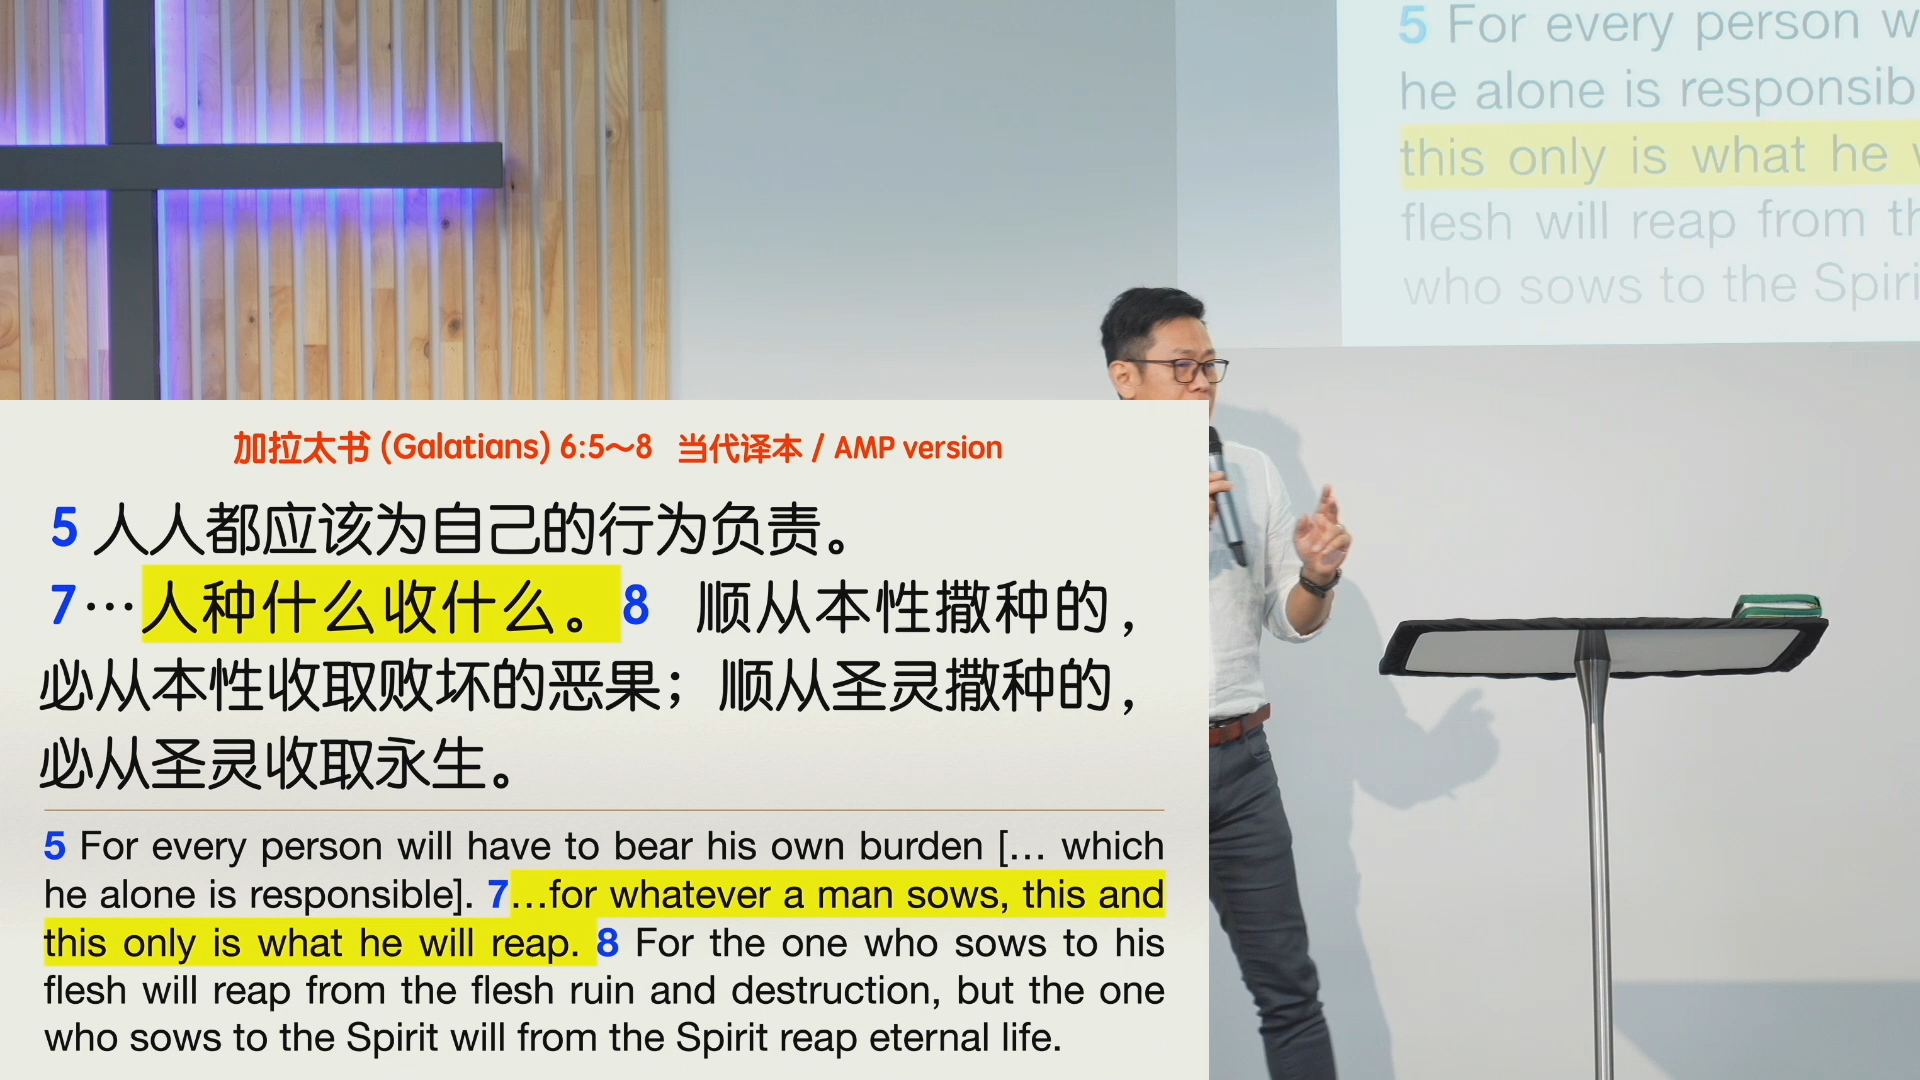 5 For every person w
he alone is responsib
this only is what he
flesh will reap from th
who sows to the Spiri
加拉太书 (Galatians) 6:5～8 当代译本 / AMP version
5 人人都应该为自己的行为负责。
7…人种什么收什么。8 顺从本性撒种的，
必从本性收取败坏的恶果；顺从圣灵撒种的，
必从圣灵收取永生。
5 For every person will have to bear his own burden [… which
he alone is responsible]. 7…for whatever a man sows, this and
this only is what he will reap. 8 For the one who sows to his
flesh will reap from the flesh ruin and destruction, but the one
who sows to the Spirit will from the Spirit reap eternal life.